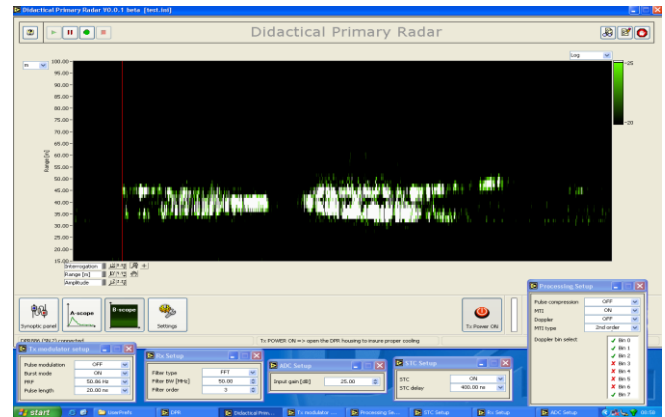 Didactical Primary Radar V0.0.1 beta [test.ini]
Didactical Primary Radar
m
Log
100.00
95.00
90.00
85.00
80.00
75.00
70.00
65.00
60.00
55.00
50.00
45.00
40.00
35.00
30.00
25.00
20.00
15.00
Range [m]
-25
-20
Interrogation
Range [m]
Amplitude
Synoptic panel
A-scope
B-scope
Settings
Tx Power ON
Tx POWER ON => open the DPR housing to insure proper cooling
Tx modulator setup
Pulse modulation OFF
Burst mode ON
PRF 50.00 Hz
Pulse length 20.00 ns
Rx Setup
Filter type FFT
Filter BW [MHz] 50.00
Filter order 3
ADC Setup
Input gain [dB] 25.00
STC Setup
STC ON
STC delay 400.00 ns
Processing Setup
Pulse compression OFF
MTI ON
Doppler OFF
MTI type 2nd order
Doppler bin select
Bin 0
Bin 1
Bin 2
Bin 3
Bin 4
Bin 5
Bin 6
Bin 7
start
UserPrefs
DPR
Didactical Prim...
Tx modulator ...
Processing Se...
STC Setup
Rx Setup
ADC Setup